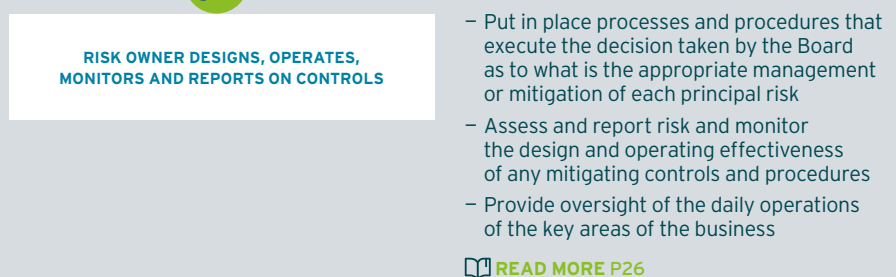 RISK OWNER DESIGNS, OPERATES,
MONITORS AND REPORTS ON CONTROLS
– Put in place processes and procedures that
execute the decision taken by the Board
as to what is the appropriate management
or mitigation of each principal risk
– Assess and report risk and monitor
the design and operating effectiveness
of any mitigating controls and procedures
– Provide oversight of the daily operations
of the key areas of the business
READ MORE P26